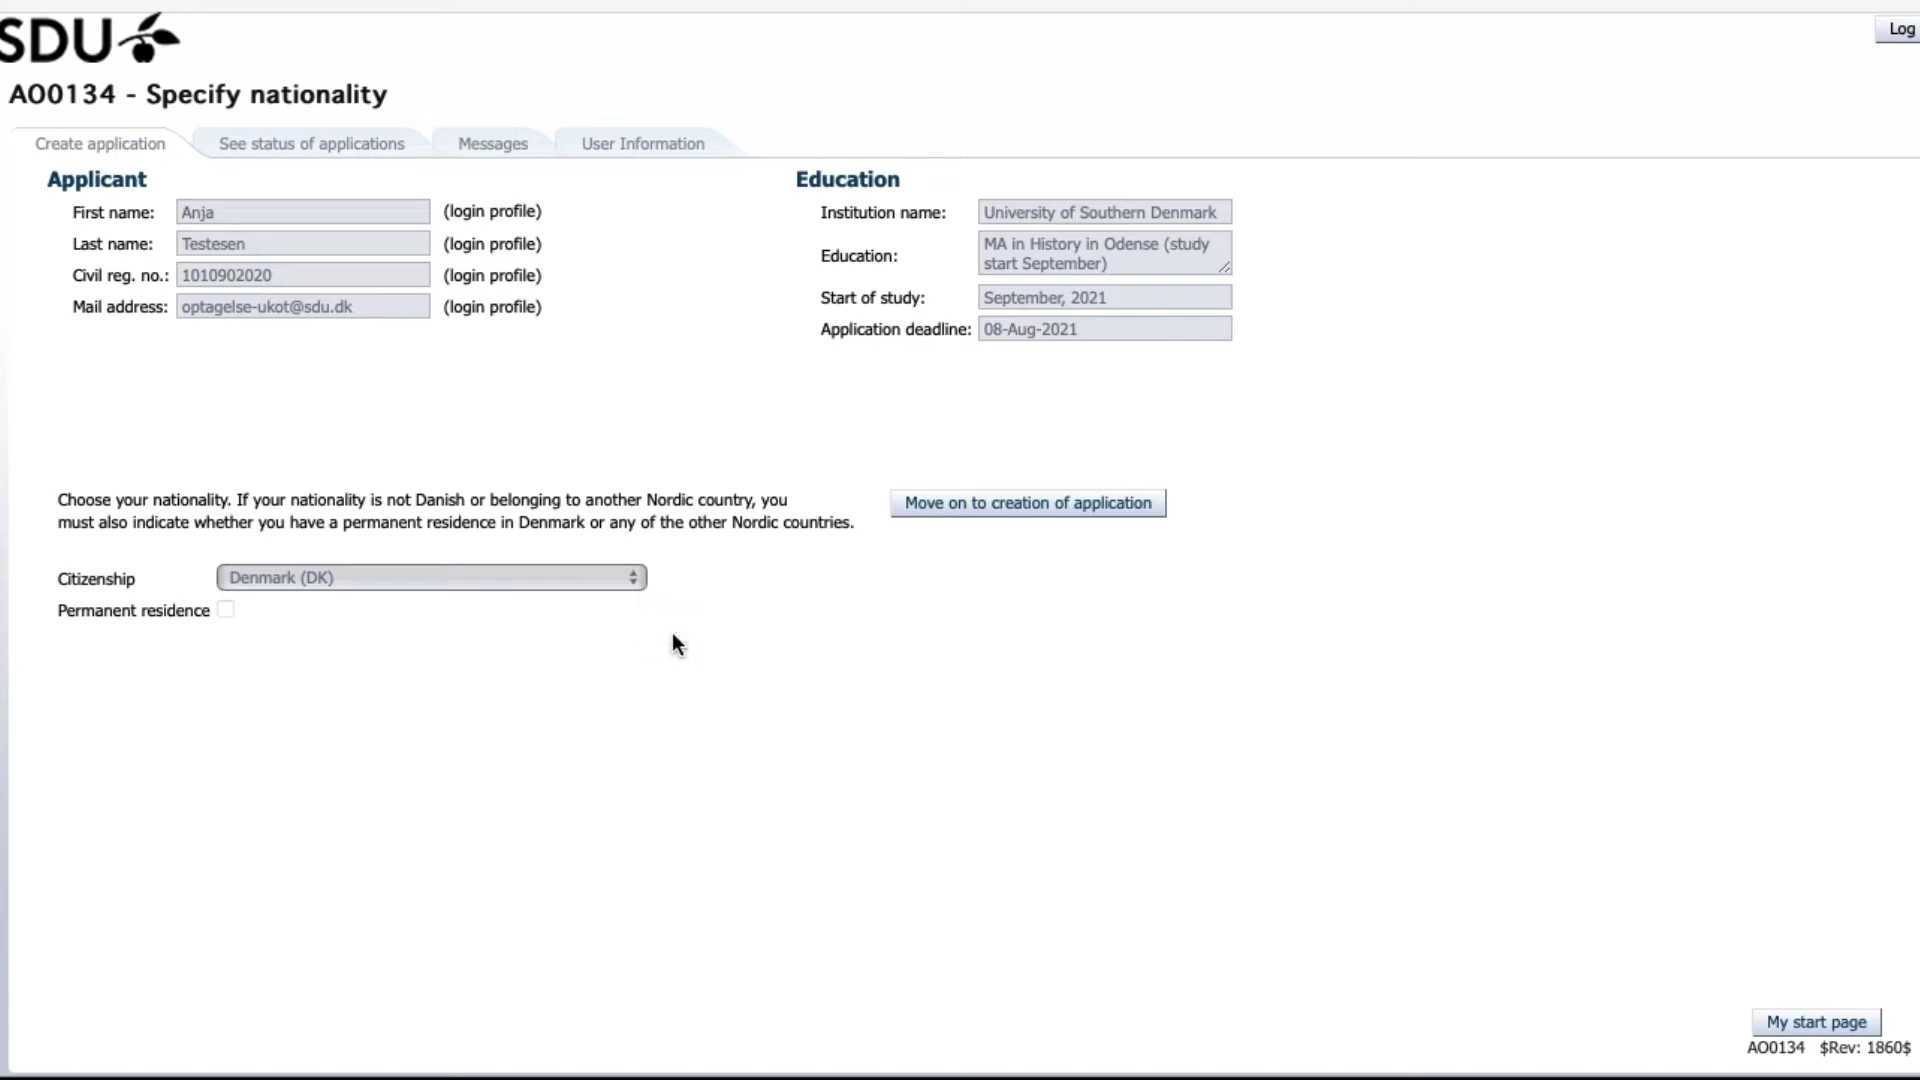 SDU
Log
AO0134 - Specify nationality
Create application
See status of applications
Messages
User Information
Applicant
First name: Anja (login profile)
Last name: Testesen (login profile)
Civil reg. no.: 1010902020 (login profile)
Mail address: optagelse-ukot@sdu.dk (login profile)
Education
Institution name: University of Southern Denmark
Education: MA in History in Odense (study
start September)
Start of study: September, 2021
Application deadline: 08-Aug-2021
Choose your nationality. If your nationality is not Danish or belonging to another Nordic country, you
must also indicate whether you have a permanent residence in Denmark or any of the other Nordic countries.
Move on to creation of application
Citizenship Denmark (DK)
Permanent residence
My start page
AO0134 $Rev: 1860$